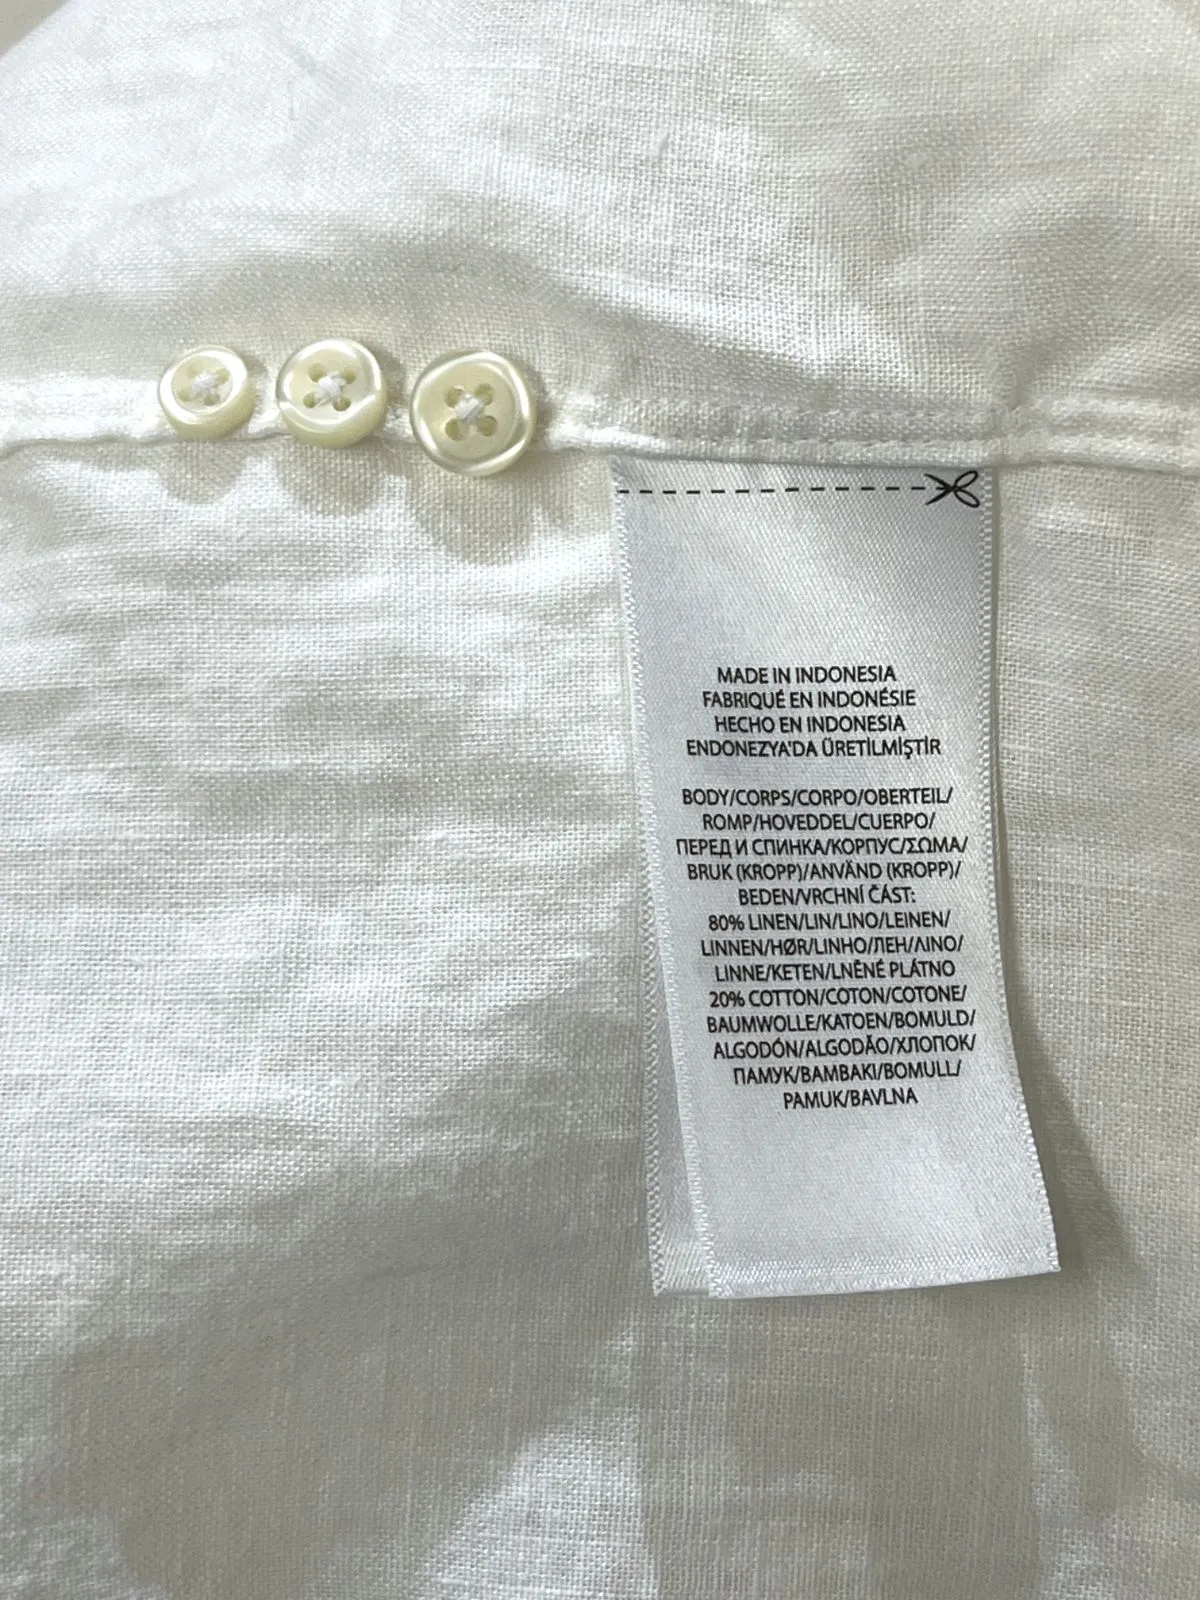 MADE IN INDONESIA
FABRIQUÉ EN INDONÉSIE
HECHO EN INDONESIA
ENDONEZYA'DA ÜRETİLMİŞTİR
BODY/CORPS/CORPO/OBERTEIL/
ROMP/HOVEDDEL/CUERPO/
ПЕРЕД И СПИНКА/КОРПУС/ΣΩΜΑ/
BRUK (KROPP)/ANVÄND (KROPP)/
BEDEN/VRCHNÍ ČÁST:
80% LINEN/LIN/LINO/LEINEN/
LINNEN/HØR/LINHO/ЛЕН/ΛΙΝΟ/
LINNE/KETEN/LNĚNÉ PLÁTNO
20% COTTON/COTON/COTONE/
BAUMWOLLE/KATOEN/BOMULD/
ALGODÓN/ALGODÃO/ХЛОПОК/
ПАМУК/ΒΑΜΒΑΚΙ/BOMULL/
PAMUK/BAVLNA